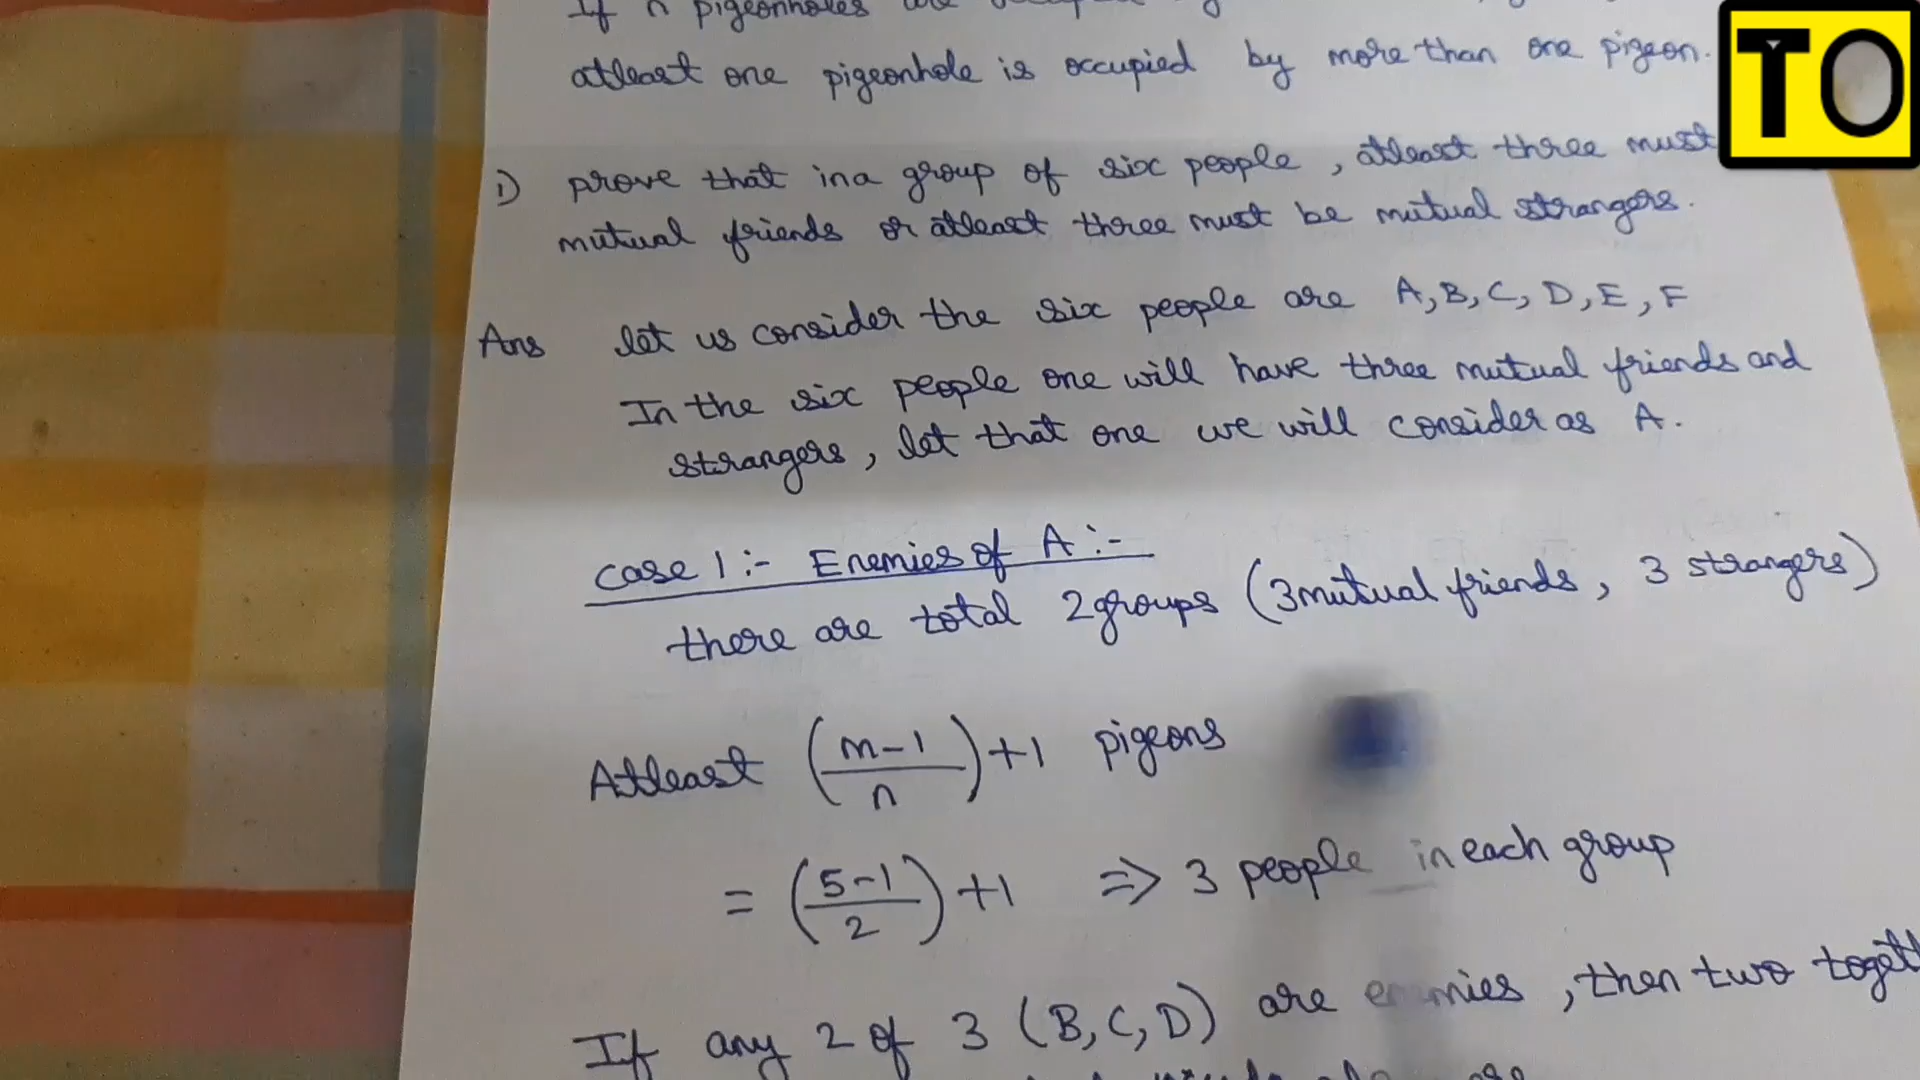 If n pigeonholes
atleast one pigeonhole is occupied by more than one pigeon.
TO
1) prove that in a group of six people, atleast three must
mutual friends or atleast three must be mutual strangers.
Ans let us consider the six people are A, B, C, D, E, F
In the six people one will have three mutual friends and
strangers, let that one we will consider as A.
case 1:- Enemies of A:-
there are total 2 groups (3 mutual friends, 3 strangers)
Atleast (m-1/n)+1 pigeons
= (5-1/2)+1 => 3 people in each group
If any 2 of 3 (B, C, D) are enemies, then two